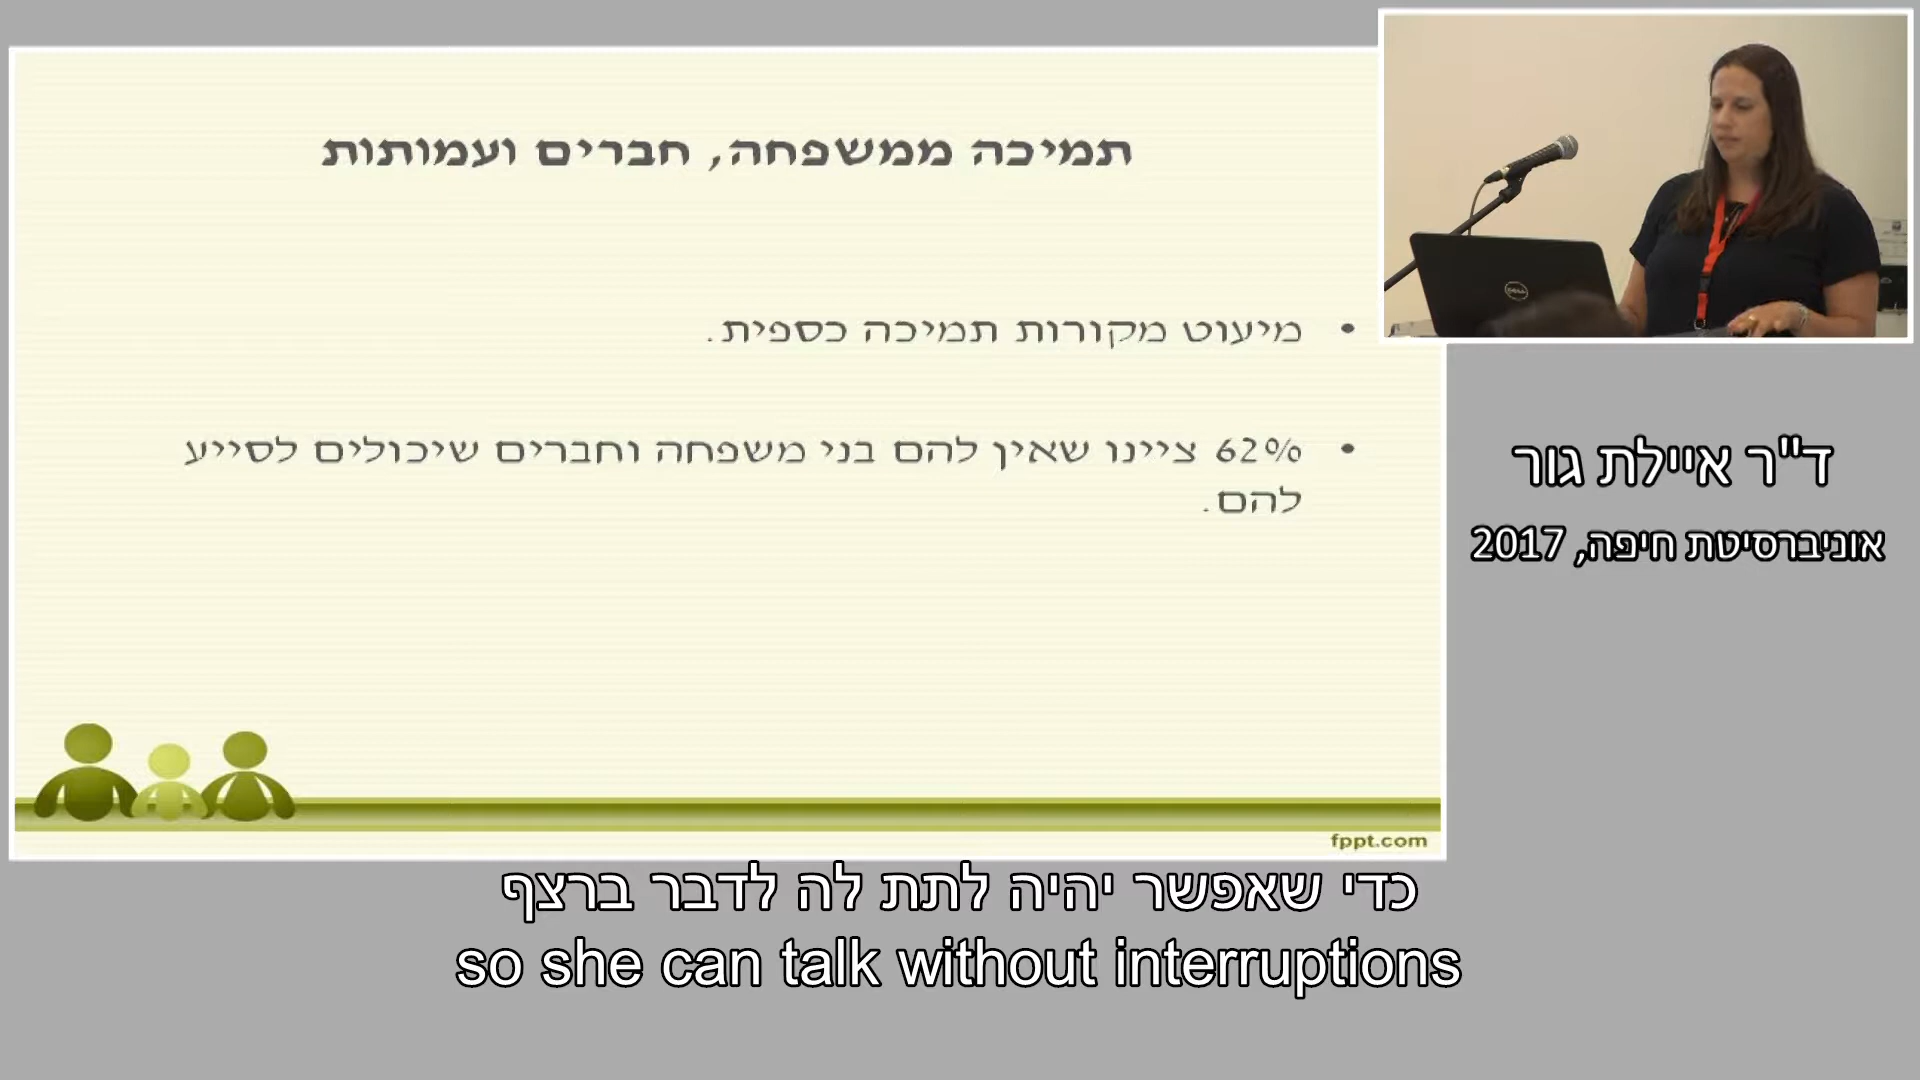 תמיכה ממשפחה, חברים ועמותות
• מיעוט מקורות תמיכה כספית.
• 62% ציינו שאין להם בני משפחה וחברים שיכולים לסייע
להם.
fppt.com
DELL
ד"ר איילת גור
אוניברסיטת חיפה, 2017
כדי שאפשר יהיה לתת לה לדבר ברצף
so she can talk without interruptions